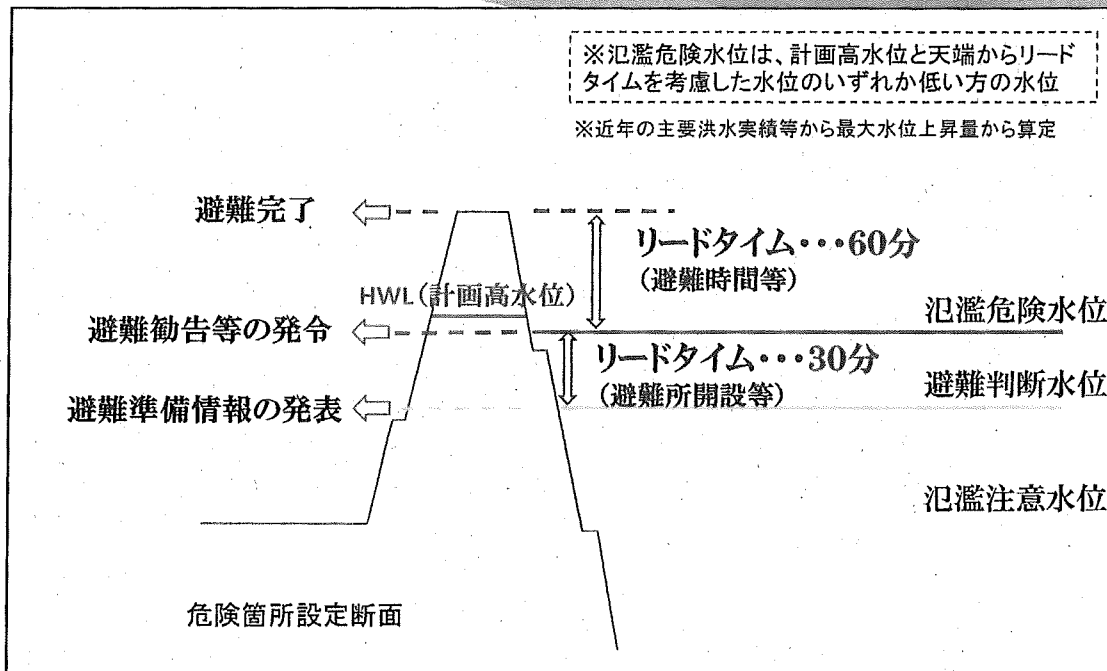 ※氾濫危険水位は、計画高水位と天端からリード
タイムを考慮した水位のいずれか低い方の水位
※近年の主要洪水実績等から最大水位上昇量から算定
避難完了
リードタイム・・・60分
(避難時間等)
HWL(計画高水位)
氾濫危険水位
避難勧告等の発令
リードタイム・・・30分
(避難所開設等)
避難判断水位
避難準備情報の発表
氾濫注意水位
危険箇所設定断面